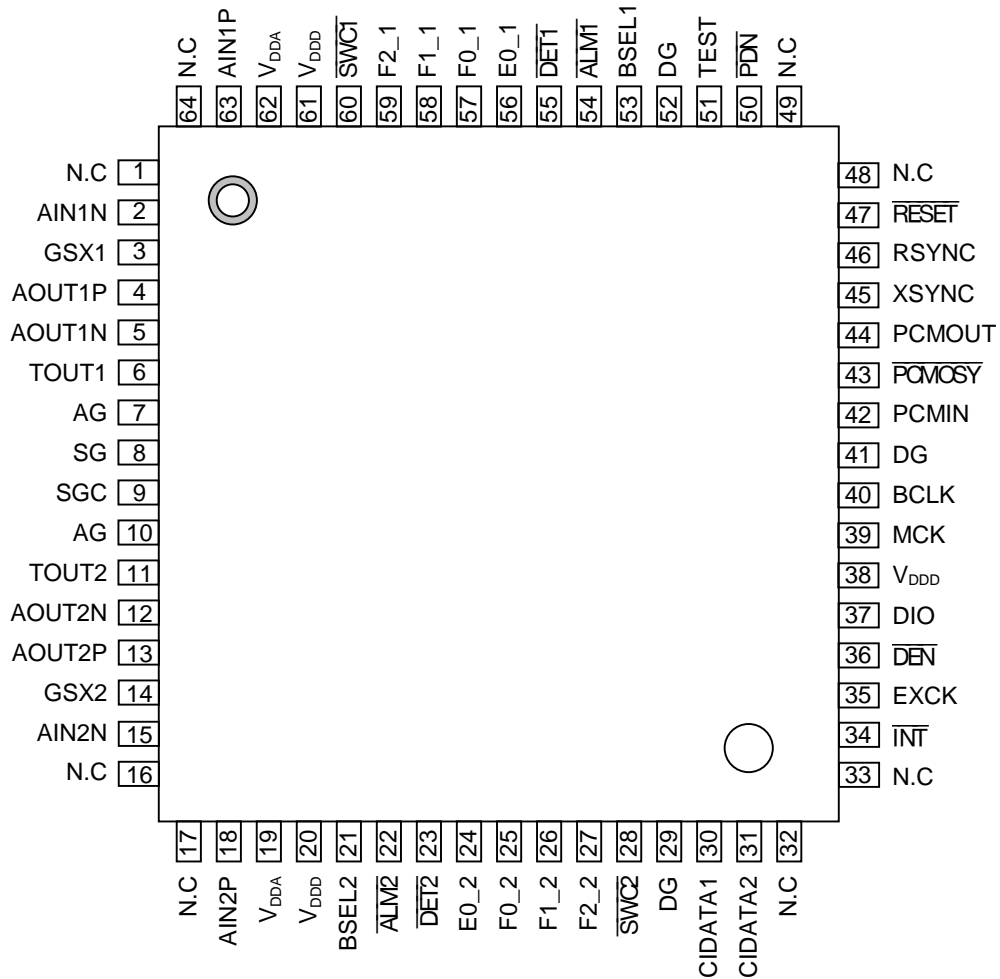 N.C
AIN1P
VDDA
VDDD
SWC1
F2_1
F1_1
F0_1
E0_1
DET1
ALM1
BSEL1
DG
TEST
PDN
N.C
64
63
62
61
60
59
58
57
56
55
54
53
52
51
50
49
N.C 1
AIN1N 2
GSX1 3
AOUT1P 4
AOUT1N 5
TOUT1 6
AG 7
SG 8
SGC 9
AG 10
TOUT2 11
AOUT2N 12
AOUT2P 13
GSX2 14
AIN2N 15
N.C 16
48 N.C
47 RESET
46 RSYNC
45 XSYNC
44 PCMOUT
43 PCMOSY
42 PCMIN
41 DG
40 BCLK
39 MCK
38 VDDD
37 DIO
36 DEN
35 EXCK
34 INT
33 N.C
17
18
19
20
21
22
23
24
25
26
27
28
29
30
31
32
N.C
AIN2P
VDDA
VDDD
BSEL2
ALM2
DET2
E0_2
F0_2
F1_2
F2_2
SWC2
DG
CIDATA1
CIDATA2
N.C